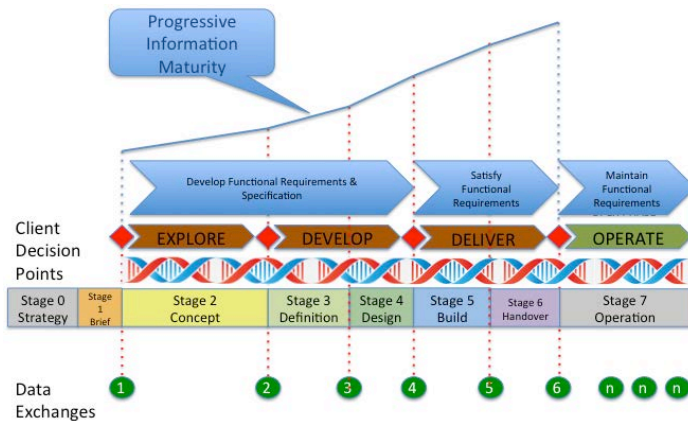 Progressive
Information
Maturity
Develop Functional Requirements &
Specification
Satisfy
Functional
Requirements
Maintain
Functional
Requirements
Client
Decision
Points
EXPLORE
DEVELOP
DELIVER
OPERATE
Stage 0
Strategy
Stage
1
Brief
Stage 2
Concept
Stage 3
Definition
Stage 4
Design
Stage 5
Build
Stage 6
Handover
Stage 7
Operation
Data
Exchanges
1
2
3
4
5
6
n
n
n